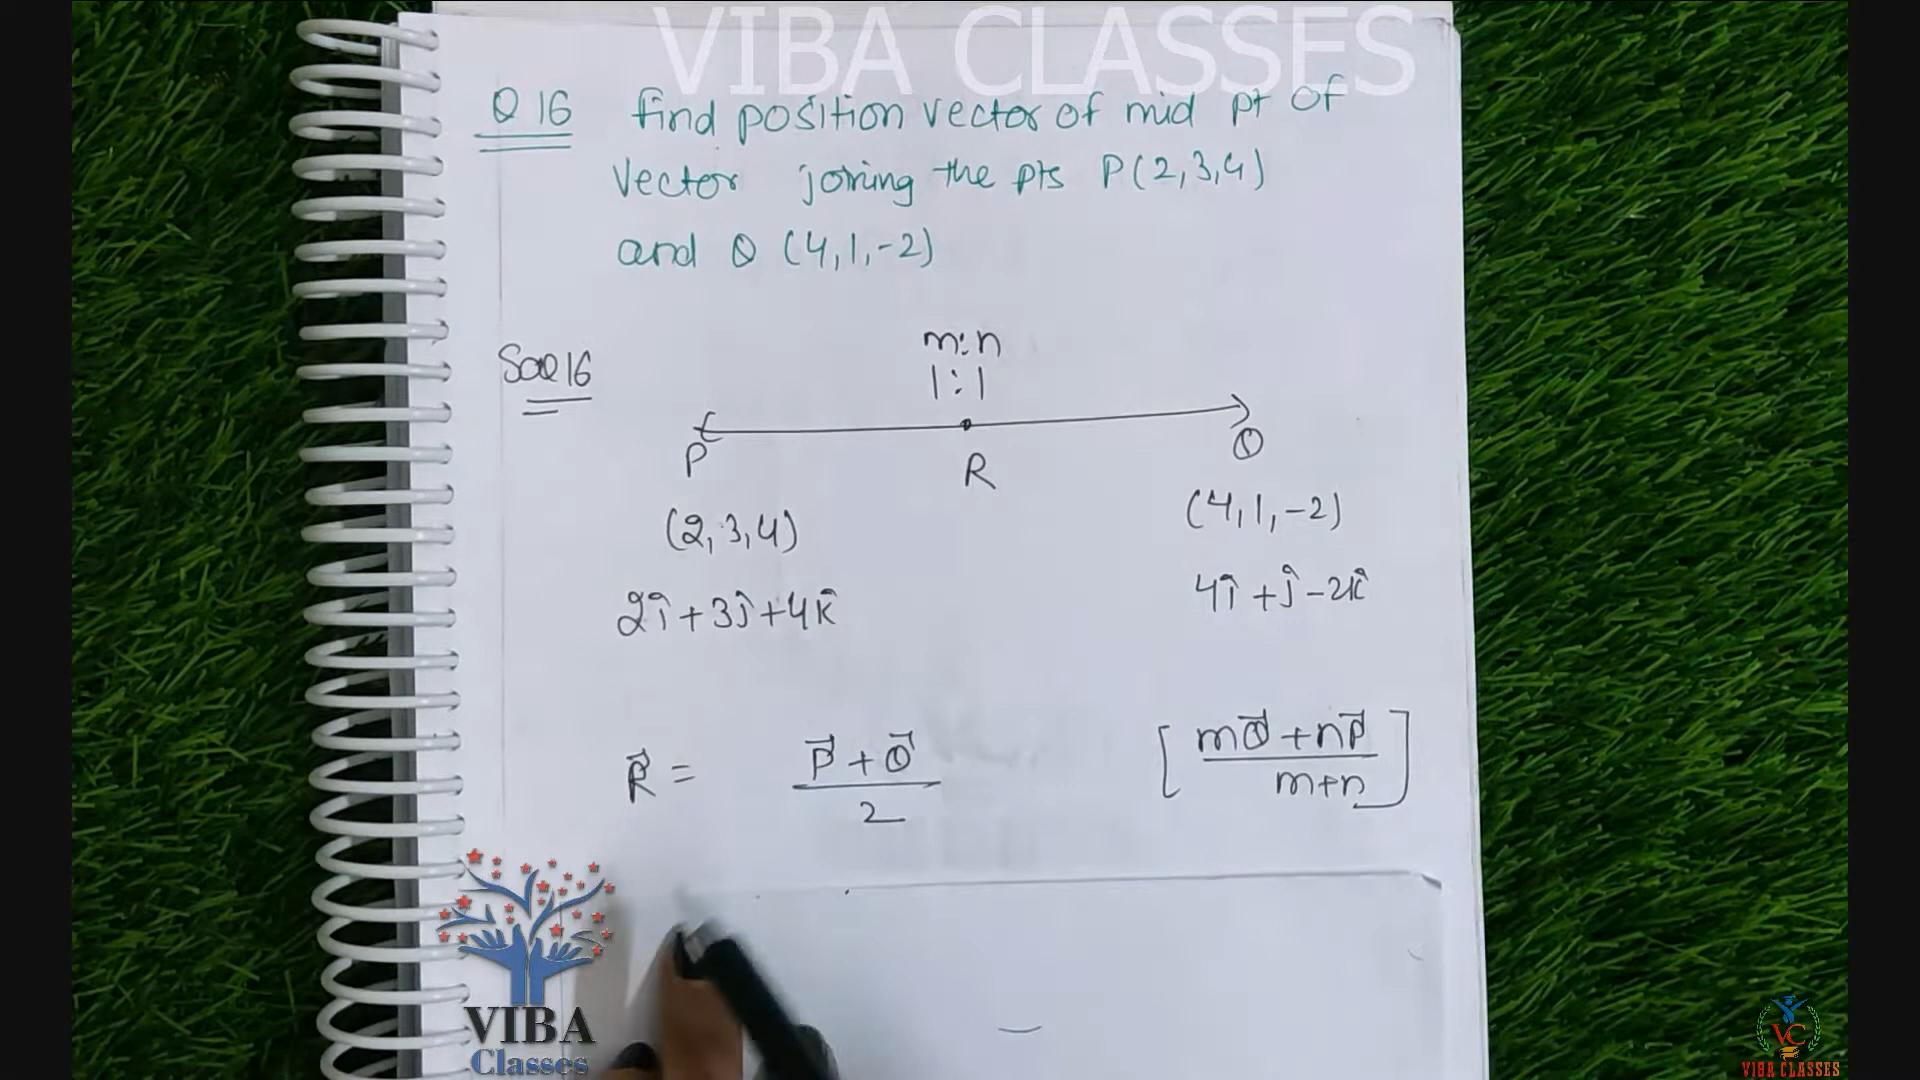 VIBA CLASSES
Q 16 find position vector of mid pt of
vector joining the pts P(2,3,4)
and Q (4,1,-2)
m:n
Sol 16
1:1
P
R
Q
(2,3,4)
(4,1,-2)
2î+3ĵ+4k̂
4î+ĵ-2k̂
R⃗ = (P⃗ + Q⃗)/2 [(mQ⃗ + nP⃗)/(m+n)]
VIBA
Classes
VC
VIBA CLASSES